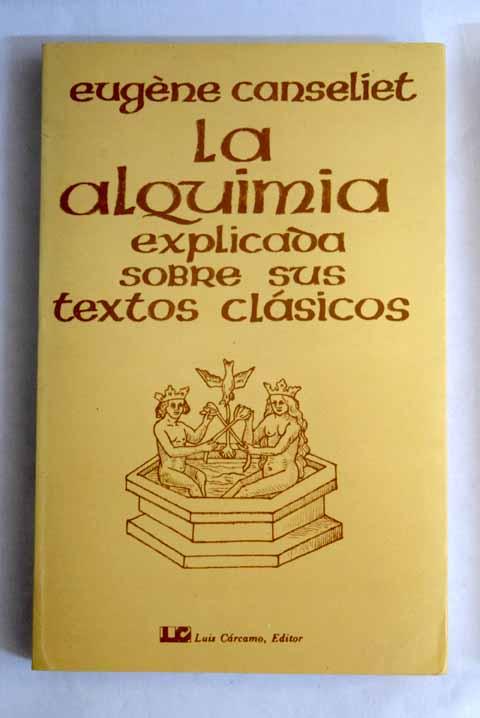 eugène canseliet
la
alquimia
explicada
sobre sus
textos clásicos
LC Luis Cárcamo, Editor